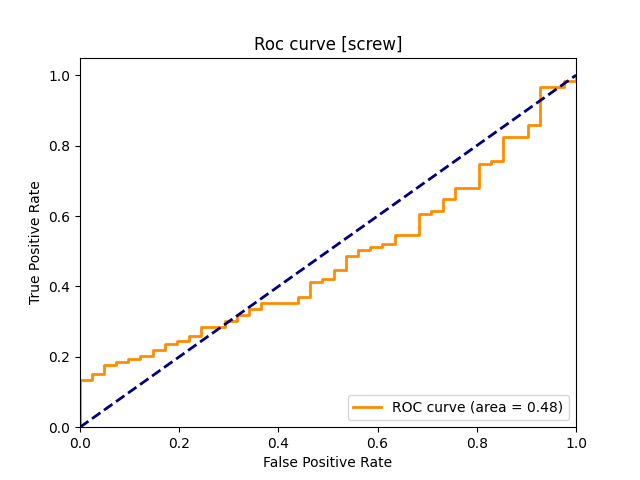 Roc curve [screw]
True Positive Rate
1.0
0.8
0.6
0.4
0.2
0.0
ROC curve (area = 0.48)
0.0 0.2 0.4 0.6 0.8 1.0
False Positive Rate